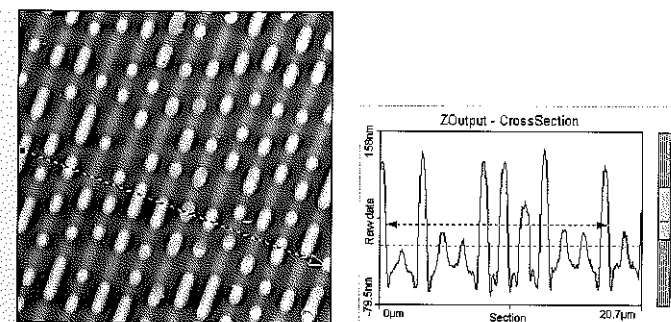 ZOutput - CrossSection
158nm
Raw data
-79.5nm
0µm
Section
20.7µm